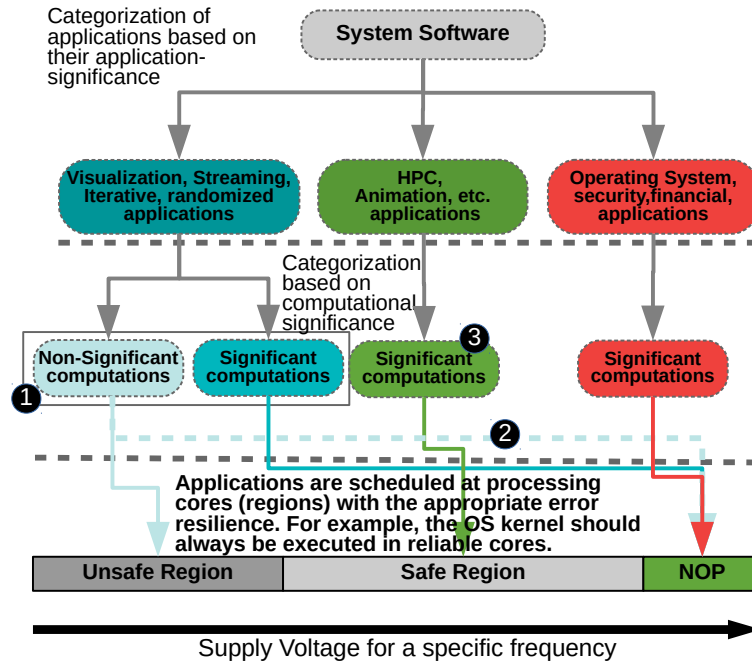 Categorization of
applications based on
their application-
significance
System Software
Visualization, Streaming,
Iterative, randomized
applications
HPC,
Animation, etc.
applications
Operating System,
security,financial,
applications
Categorization
based on
computational
significance
Non-Significant
computations
Significant
computations
3
Significant
computations
Significant
computations
1
2
Applications are scheduled at processing
cores (regions) with the appropriate error
resilience. For example, the OS kernel should
always be executed in reliable cores.
Unsafe Region
Safe Region
NOP
Supply Voltage for a specific frequency